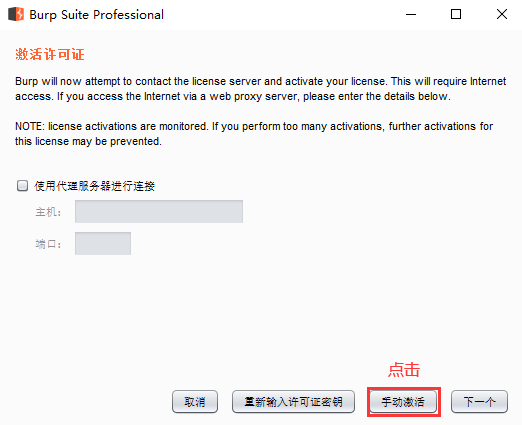 Burp Suite Professional
激活许可证
Burp will now attempt to contact the license server and activate your license. This will require Internet
access. If you access the Internet via a web proxy server, please enter the details below.
NOTE: license activations are monitored. If you perform too many activations, further activations for
this license may be prevented.
使用代理服务器进行连接
主机：
端口：
点击
取消 重新输入许可证密钥 手动激活 下一个